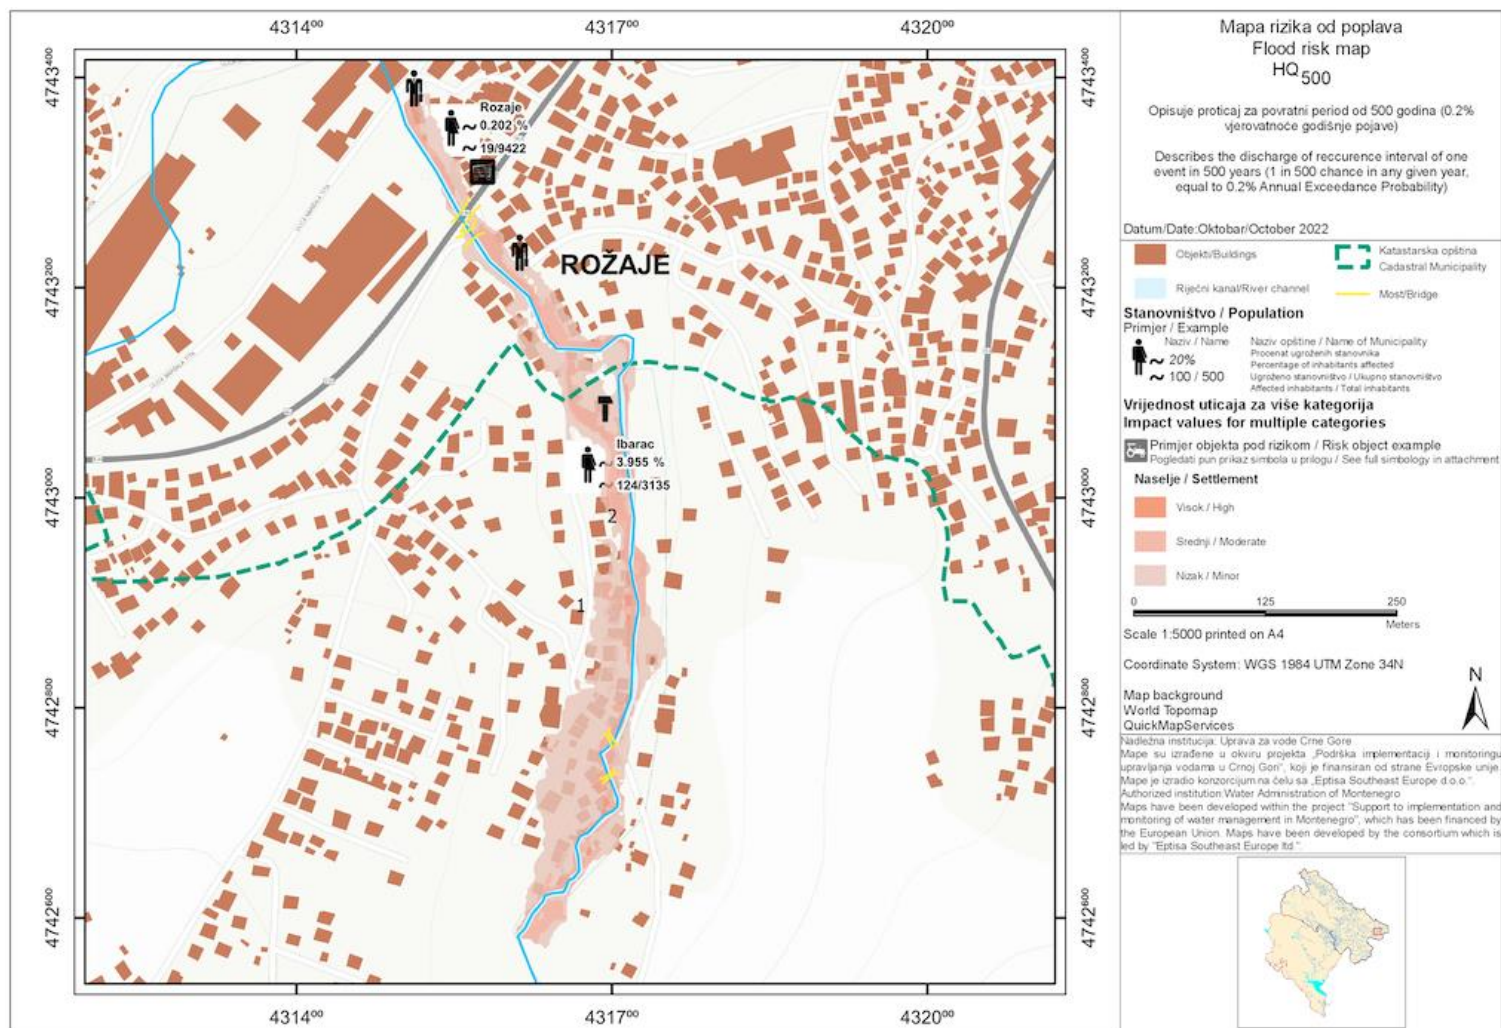 4314⁰⁰
4317⁰⁰
4320⁰⁰
4743400
4743400
4743200
4743200
4743000
4743000
4742800
4742800
4742600
4742600
Rozaje
~ 0.202 %
~ 19/9422
ROŽAJE
Ibarac
~ 3.955 %
~ 124/3135
2
1
4314⁰⁰
4317⁰⁰
4320⁰⁰
Mapa rizika od poplava
Flood risk map
HQ 500
Opisuje proticaj za povratni period od 500 godina (0.2%
vjerovatnoće godišnje pojave)
Describes the discharge of reccurence interval of one
event in 500 years (1 in 500 chance in any given year,
equal to 0.2% Annual Exceedance Probability)
Datum/Date:Oktobar/October 2022
Objekti/Buildings
Katastarska opština
Cadastral Municipality
Riječni kanal/River channel
Most/Bridge
Stanovništvo / Population
Primjer / Example
Naziv / Name
~ 20%
~ 100 / 500
Naziv opštine / Name of Municipality
Procenat ugroženih stanovnika
Percentage of inhabitants affected
Ugroženo stanovništvo / Ukupno stanovništvo
Affected inhabitants / Total inhabitants
Vrijednost uticaja za više kategorija
Impact values for multiple categories
Primjer objekta pod rizikom / Risk object example
Pogledati pun prikaz simbola u prilogu / See full simbology in attachment
Naselje / Settlement
Visok / High
Srednji / Moderate
Nizak / Minor
0 125 250
Meters
Scale 1:5000 printed on A4
Coordinate System: WGS 1984 UTM Zone 34N
N
Map background
World Topomap
QuickMapServices
Nadležna institucija: Uprava za vode Crne Gore
Mape su izrađene u okviru projekta „Podrška implementaciji i monitoringu
upravljanja vodama u Crnoj Gori", koji je finansiran od strane Evropske unije.
Mape je izradio konzorcijum na čelu sa „Eptisa Southeast Europe d.o.o.".
Authorized institution:Water Administration of Montenegro
Maps have been developed within the project "Support to implementation and
monitoring of water management in Montenegro", which has been financed by
the European Union. Maps have been developed by the consortium which is
led by "Eptisa Southeast Europe ltd.".